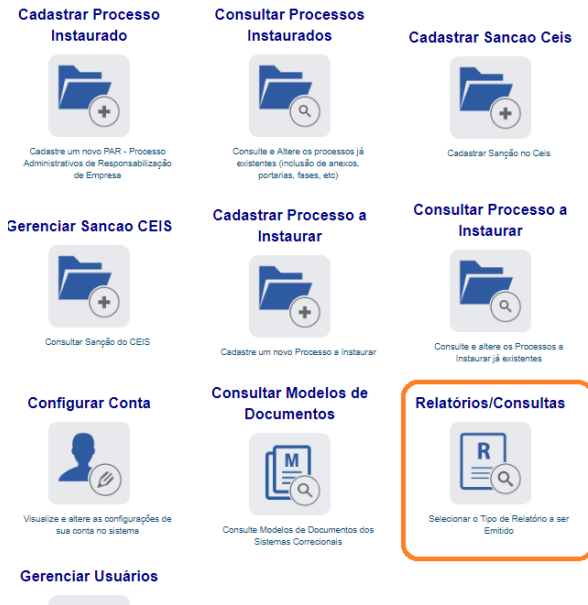 Cadastrar Processo
Instaurado
Cadastre um novo PAR - Processo
Administrativos de Responsabilização
de Empresa
Consultar Processos
Instaurados
Consulte e Altere os processos já
existentes (inclusão de anexos,
portarias, fases, etc)
Cadastrar Sancao Ceis
Cadastrar Sanção no Ceis
Gerenciar Sancao CEIS
Consultar Sanção do CEIS
Cadastrar Processo a
Instaurar
Cadastre um novo Processo a Instaurar
Consultar Processo a
Instaurar
Consulte e altere os Processos a
Instaurar já existentes
Configurar Conta
Visualize e altere as configurações de
sua conta no sistema
Consultar Modelos de
Documentos
M
Consulte Modelos de Documentos dos
Sistemas Correcionais
Relatórios/Consultas
R
Selecionar o Tipo de Relatório a ser
Emitido
Gerenciar Usuários